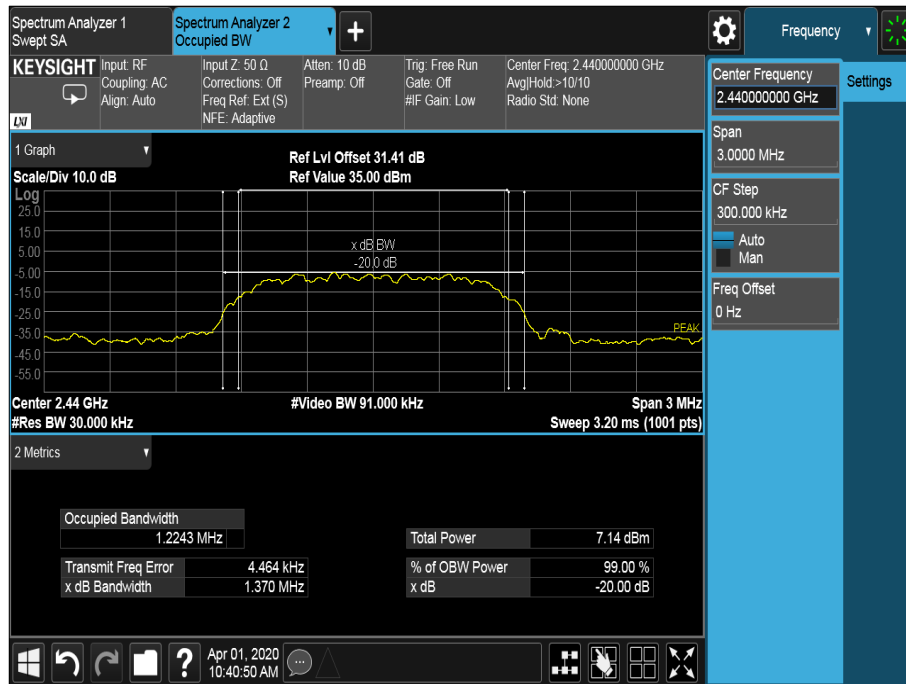 Spectrum Analyzer 1
Swept SA
Spectrum Analyzer 2
Occupied BW
+
Frequency
KEYSIGHT
LXI
Input: RF
Coupling: AC
Align: Auto
Input Z: 50 Ω
Corrections: Off
Freq Ref: Ext (S)
NFE: Adaptive
Atten: 10 dB
Preamp: Off
Trig: Free Run
Gate: Off
#IF Gain: Low
Center Freq: 2.440000000 GHz
Avg|Hold:>10/10
Radio Std: None
Center Frequency
2.440000000 GHz
Settings
Span
3.0000 MHz
CF Step
300.000 kHz
Auto
Man
Freq Offset
0 Hz
1 Graph
Scale/Div 10.0 dB
Ref Lvl Offset 31.41 dB
Ref Value 35.00 dBm
Log
25.0
15.0
5.00
-5.00
-15.0
-25.0
-35.0
-45.0
-55.0
x dB BW
-20.0 dB
PEAK
Center 2.44 GHz
#Video BW 91.000 kHz
Span 3 MHz
#Res BW 30.000 kHz
Sweep 3.20 ms (1001 pts)
2 Metrics
Occupied Bandwidth
1.2243 MHz
Transmit Freq Error 4.464 kHz
x dB Bandwidth 1.370 MHz
Total Power 7.14 dBm
% of OBW Power 99.00 %
x dB -20.00 dB
?
Apr 01, 2020
10:40:50 AM